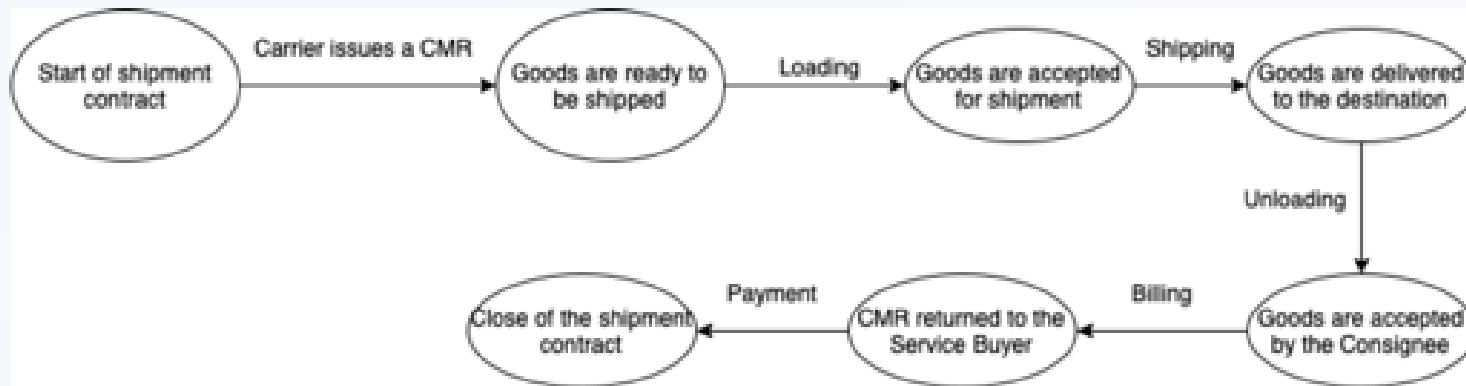 Start of shipment
contract
Carrier issues a CMR
Goods are ready to
be shipped
Loading
Goods are accepted
for shipment
Shipping
Goods are delivered
to the destination
Unloading
Goods are accepted
by the Consignee
Billing
CMR returned to the
Service Buyer
Payment
Close of the shipment
contract